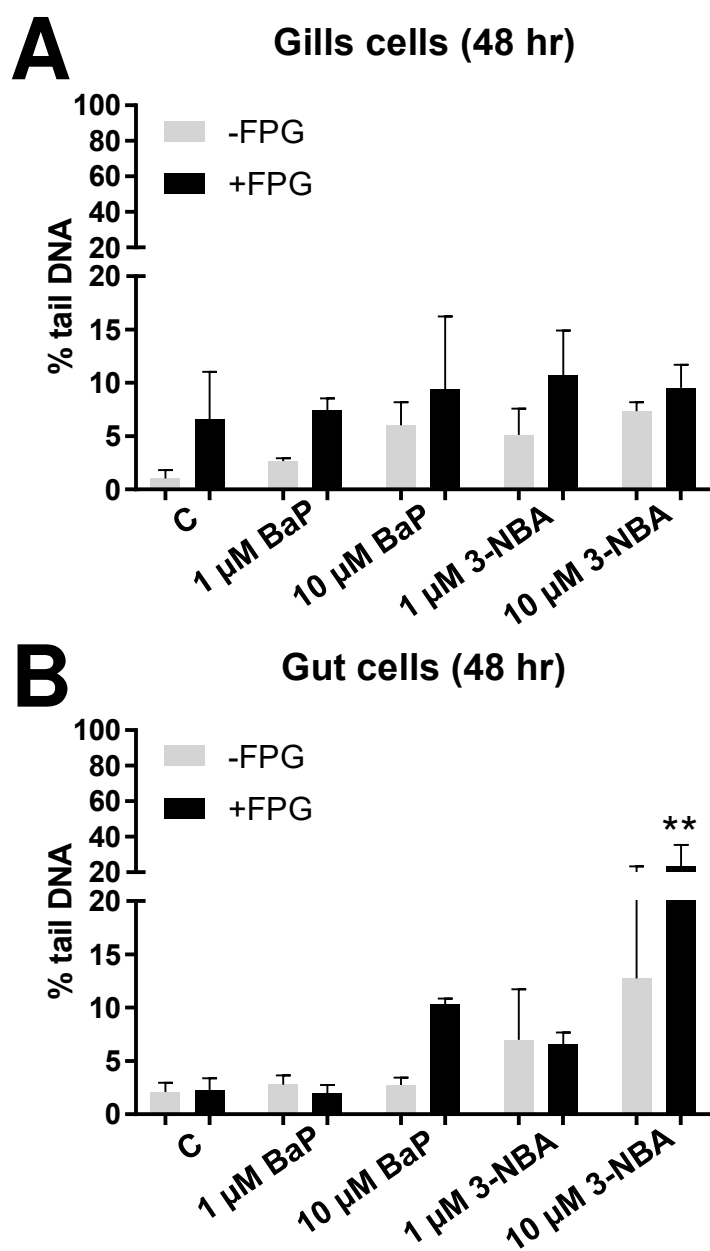 A
Gills cells (48 hr)
100
80
60
40
20
20
15
10
5
0
% tail DNA
-FPG
+FPG
C
1 µM BaP
10 µM BaP
1 µM 3-NBA
10 µM 3-NBA
B
Gut cells (48 hr)
100
80
60
40
20
20
15
10
5
0
% tail DNA
-FPG
+FPG
**
C
1 µM BaP
10 µM BaP
1 µM 3-NBA
10 µM 3-NBA